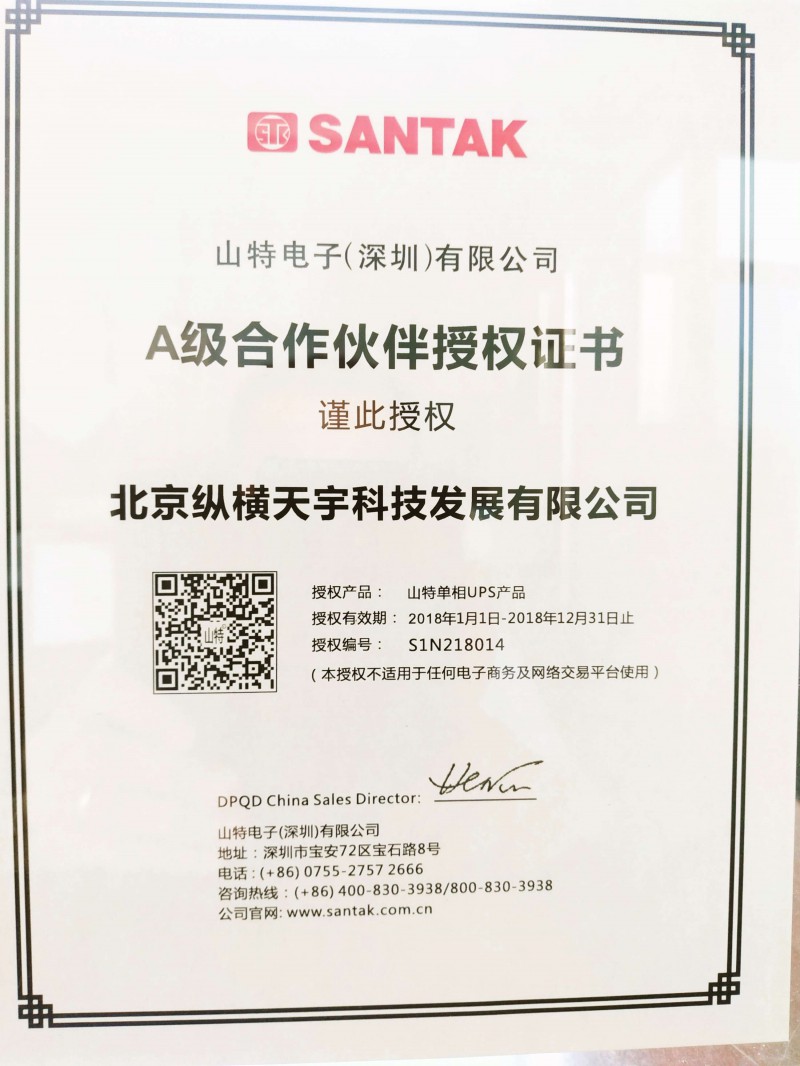 SANTAK
山特电子(深圳)有限公司
A级合作伙伴授权证书
谨此授权
北京纵横天宇科技发展有限公司
山特
授权产品： 山特单相UPS产品
授权有效期： 2018年1月1日-2018年12月31日止
授权编号： S1N218014
(本授权不适用于任何电子商务及网络交易平台使用)
DPQD China Sales Director:
山特电子(深圳)有限公司
地址：深圳市宝安72区宝石路8号
电话：(+86) 0755-2757 2666
咨询热线：(+86) 400-830-3938/800-830-3938
公司官网: www.santak.com.cn